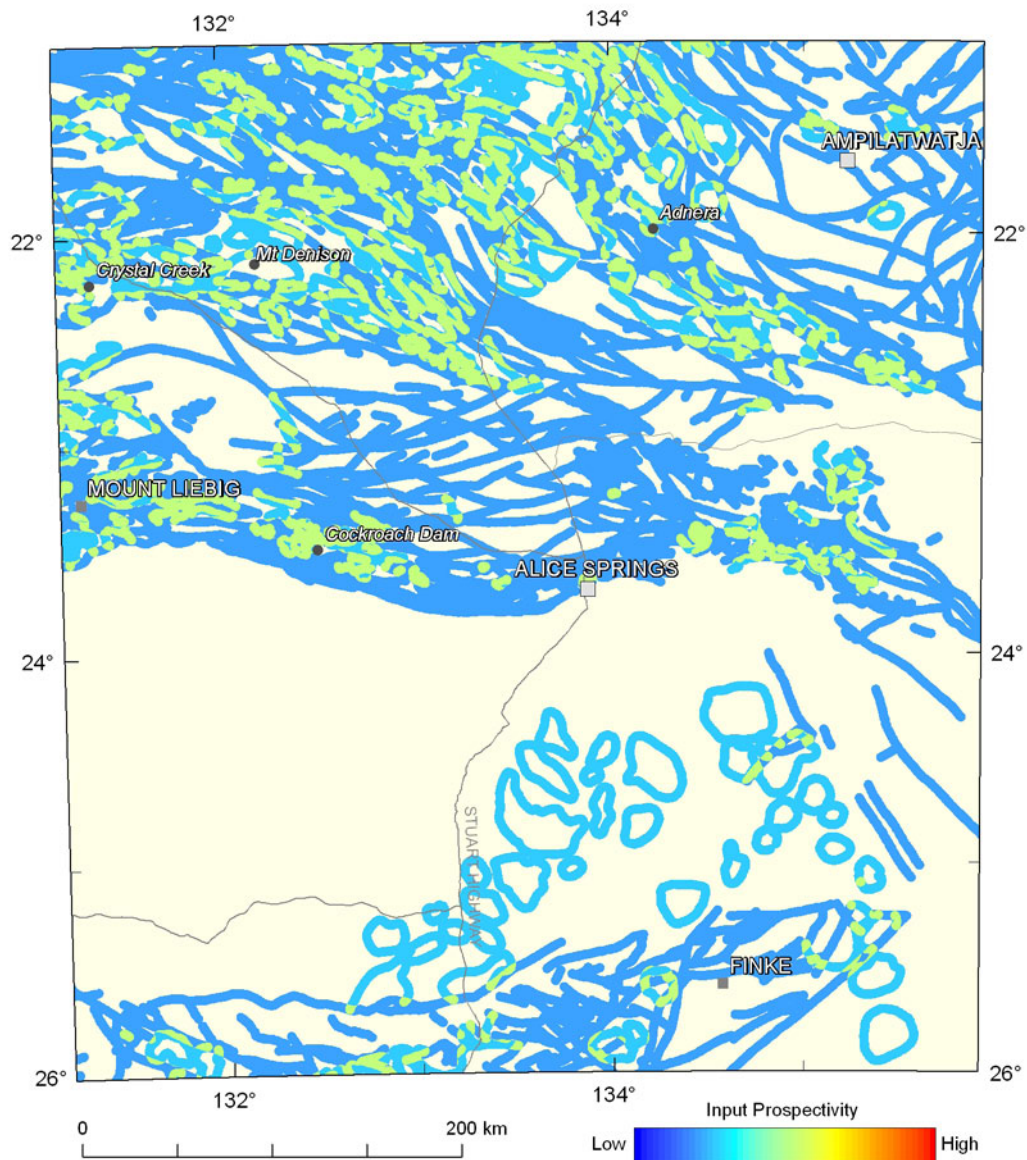 132°
134°
AMPILATWATJA
Adnera
22°
22°
Mt Denison
Crystal Creek
MOUNT LIEBIG
Cockroach Dam
ALICE SPRINGS
24°
24°
STUART HIGHWAY
FINKE
26°
26°
132°
134°
Input Prospectivity
0
200 km
Low
High